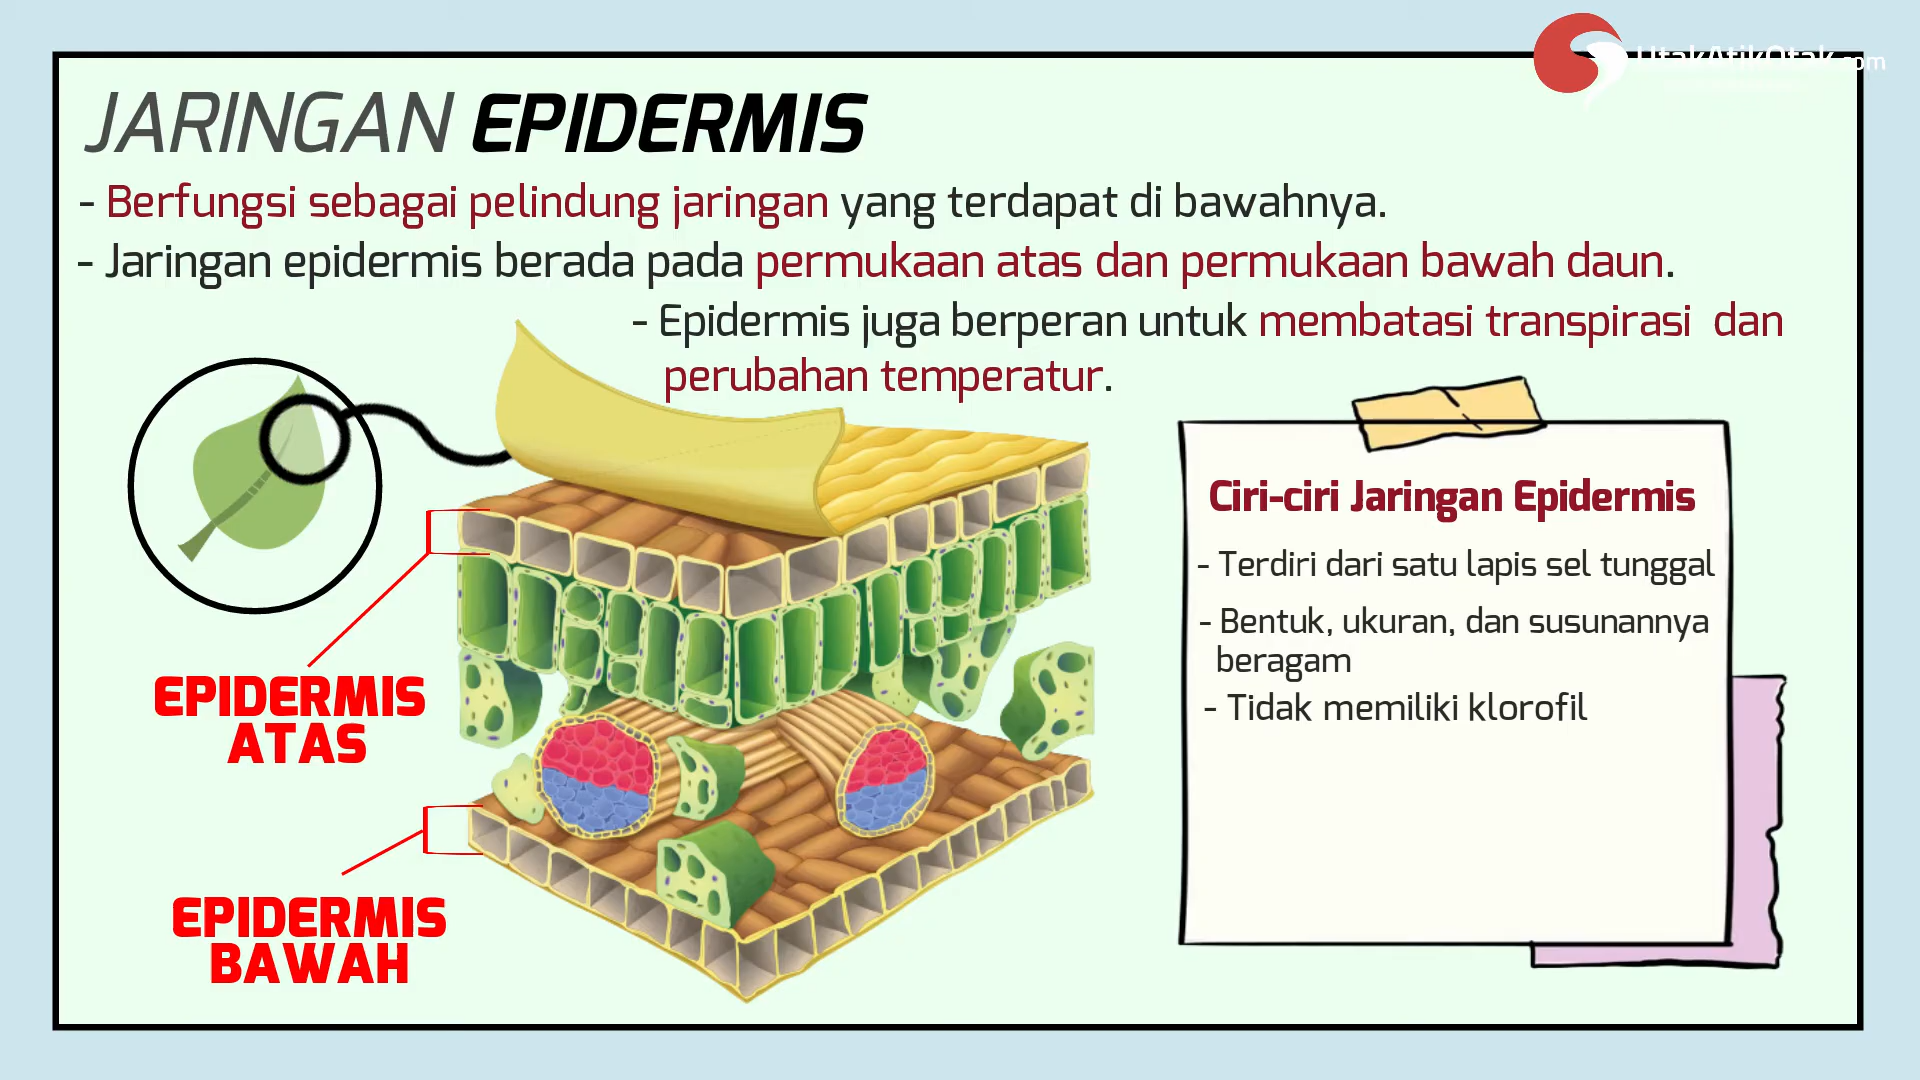 UtakAtikOtak.com
JARINGAN EPIDERMIS
- Berfungsi sebagai pelindung jaringan yang terdapat di bawahnya.
- Jaringan epidermis berada pada permukaan atas dan permukaan bawah daun.
- Epidermis juga berperan untuk membatasi transpirasi dan
perubahan temperatur.
EPIDERMIS
ATAS
EPIDERMIS
BAWAH
Ciri-ciri Jaringan Epidermis
- Terdiri dari satu lapis sel tunggal
- Bentuk, ukuran, dan susunannya
beragam
- Tidak memiliki klorofil